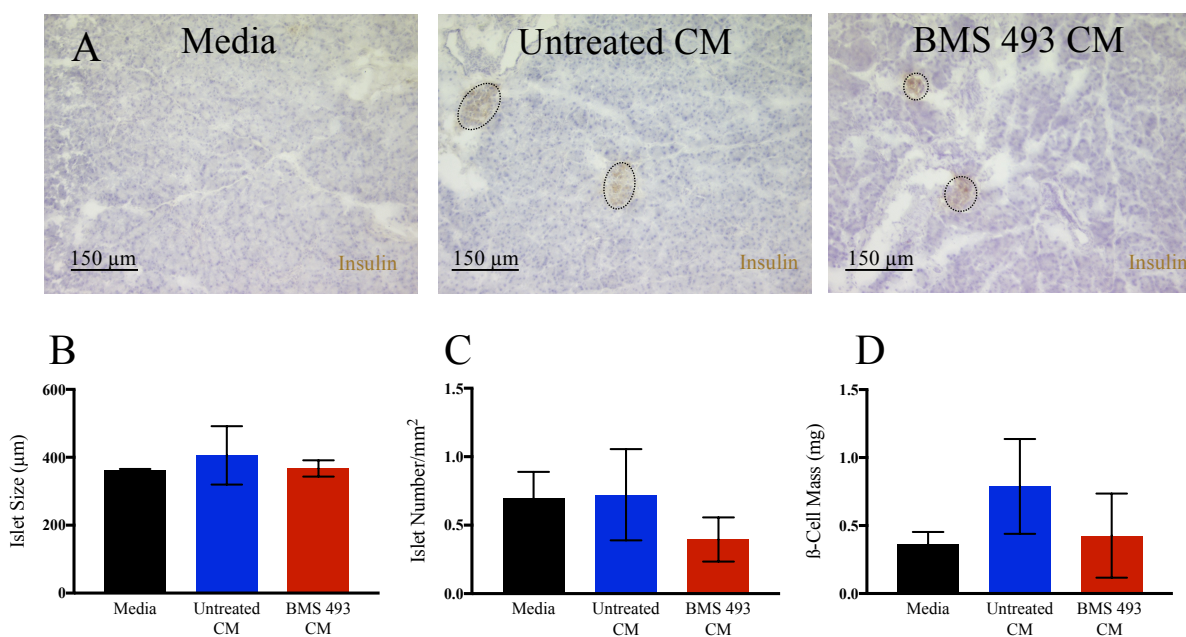 A
Media
Untreated CM
BMS 493 CM
150 µm
Insulin
150 µm
Insulin
150 µm
Insulin
B
C
D
Islet Size (µm)
600
400
200
0
Media
Untreated
CM
BMS 493
CM
Islet Number/mm²
1.5
1.0
0.5
0.0
Media
Untreated
CM
BMS 493
CM
ß-Cell Mass (mg)
1.5
1.0
0.5
0.0
Media
Untreated
CM
BMS 493
CM